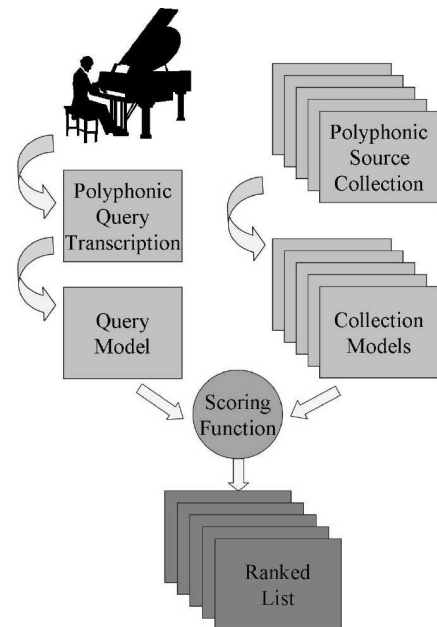 Polyphonic
Source
Collection
Polyphonic
Query
Transcription
Query
Model
Collection
Models
Scoring
Function
Ranked
List